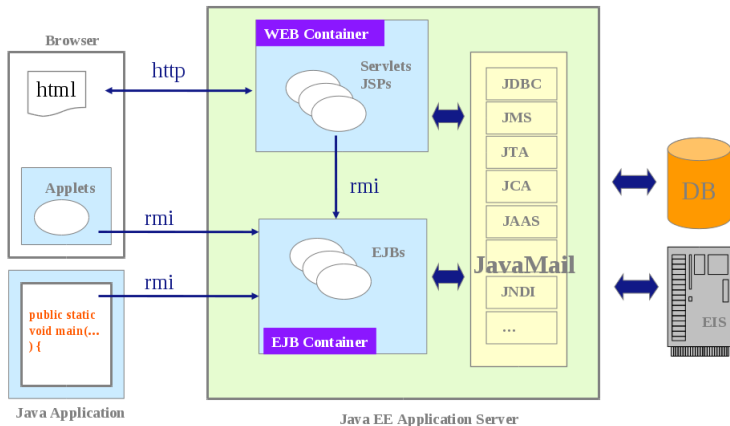 Browser
html
http
Applets
rmi
rmi
public static
void main(...
) {
Java Application
WEB Container
Servlets
JSPs
rmi
EJBs
EJB Container
JDBC
JMS
JTA
JCA
JAAS
JavaMail
JNDI
...
DB
EIS
Java EE Application Server